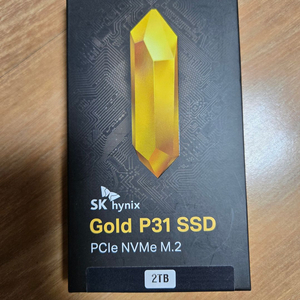 SK hynix
Gold P31 SSD
PCIe NVMe M.2
2TB